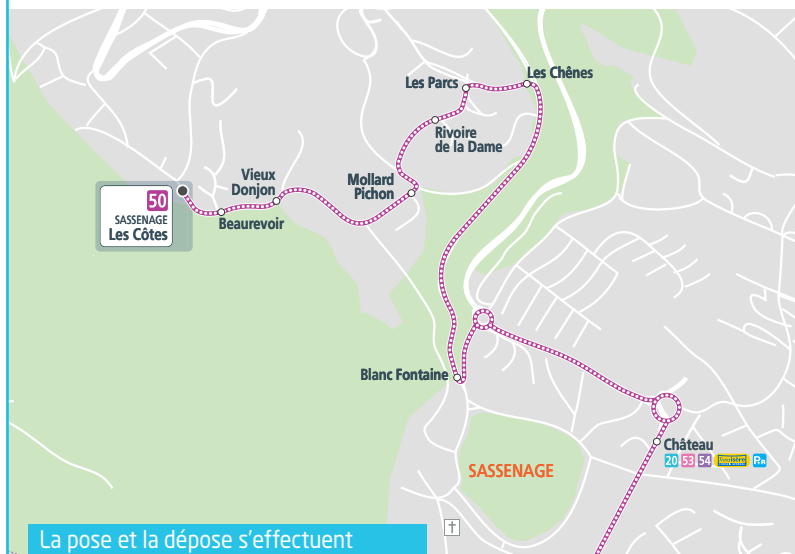 Les Chênes
Les Parcs
Rivoire
de la Dame
Mollard
Pichon
Vieux
Donjon
50
SASSENAGE
Les Côtes
Beaurevoir
Blanc Fontaine
Château
20 53 54
SASSENAGE
La pose et la dépose s'effectuent